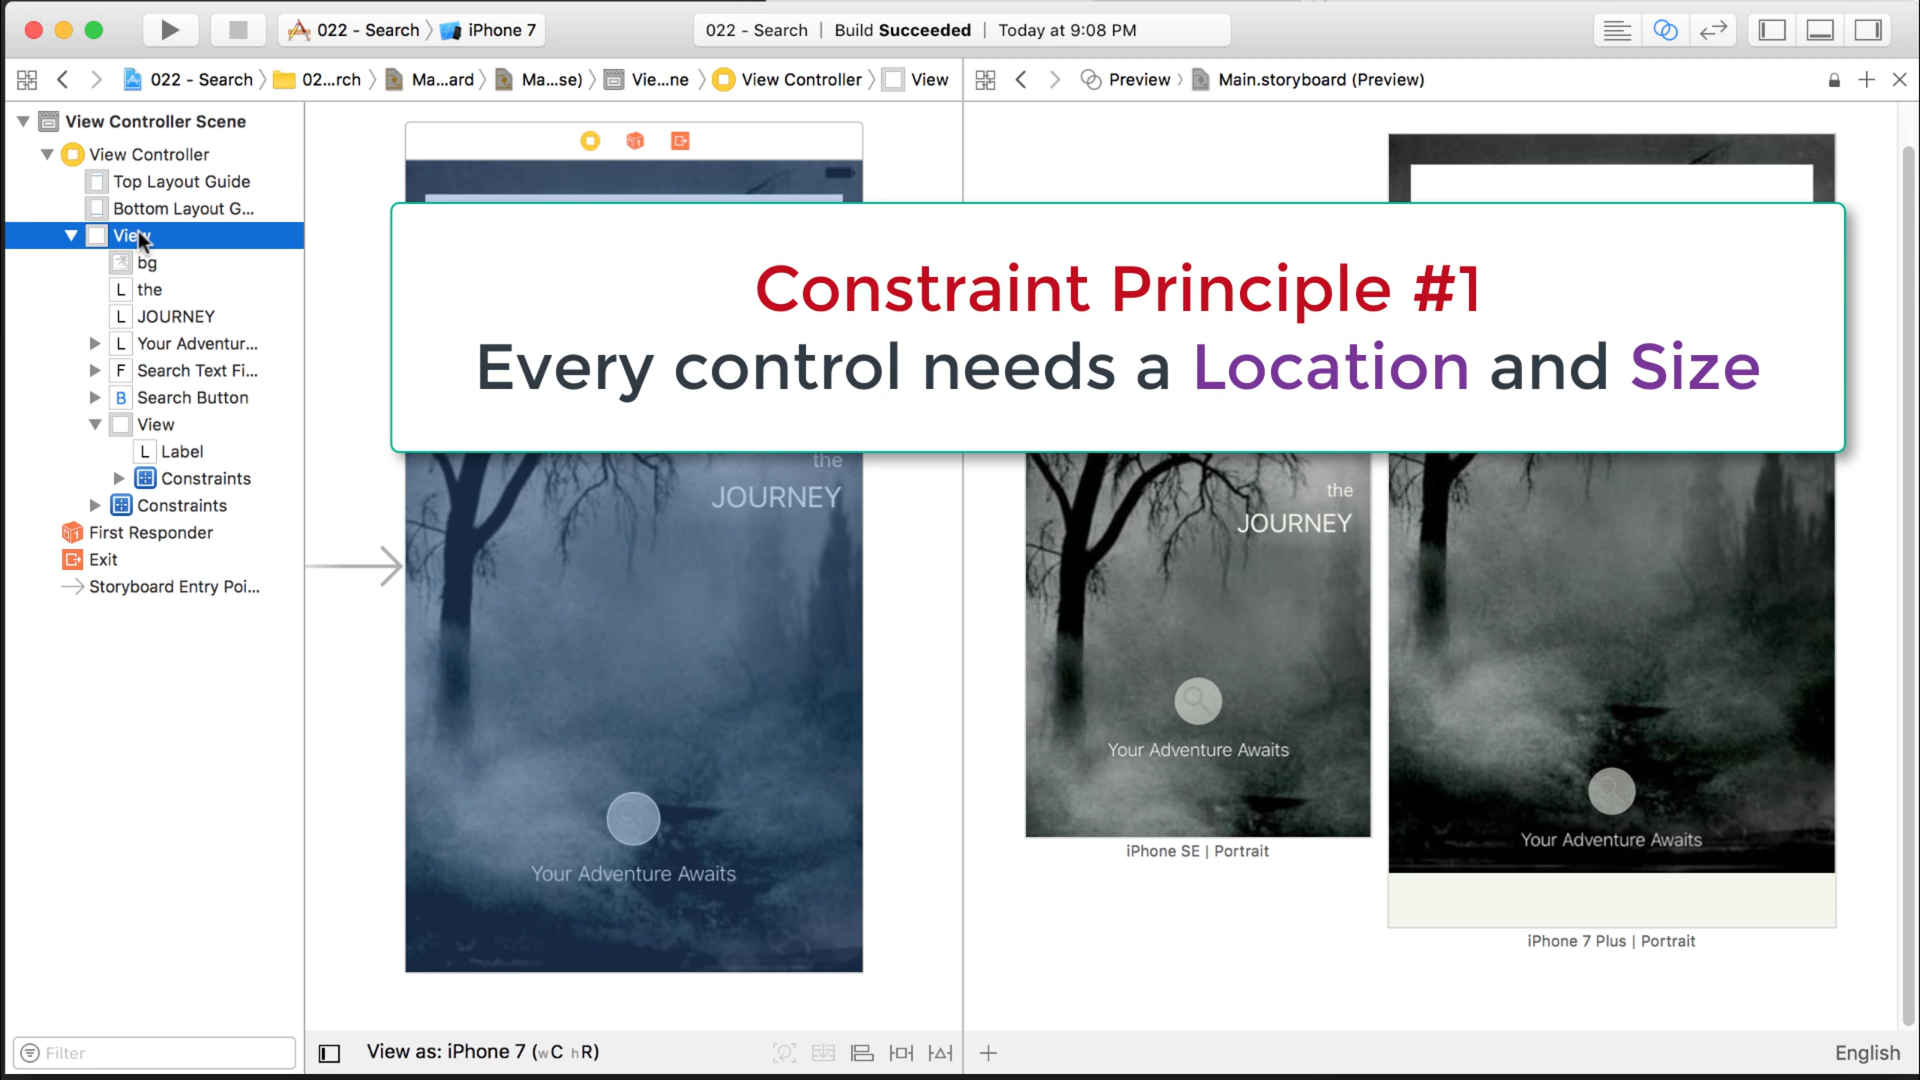 022 - Search
iPhone 7
022 - Search | Build Succeeded | Today at 9:08 PM
022 - Search
02...rch
Ma...ard
Ma...se)
Vie...ne
View Controller
View
Preview
Main.storyboard (Preview)
View Controller Scene
View Controller
Top Layout Guide
Bottom Layout G...
View
bg
L the
L JOURNEY
L Your Adventur...
F Search Text Fi...
B Search Button
View
L Label
Constraints
Constraints
First Responder
Exit
Storyboard Entry Poi...
Filter
Constraint Principle #1
Every control needs a Location and Size
the
JOURNEY
Your Adventure Awaits
the
JOURNEY
Your Adventure Awaits
iPhone SE | Portrait
Your Adventure Awaits
iPhone 7 Plus | Portrait
View as: iPhone 7 (wC hR)
English